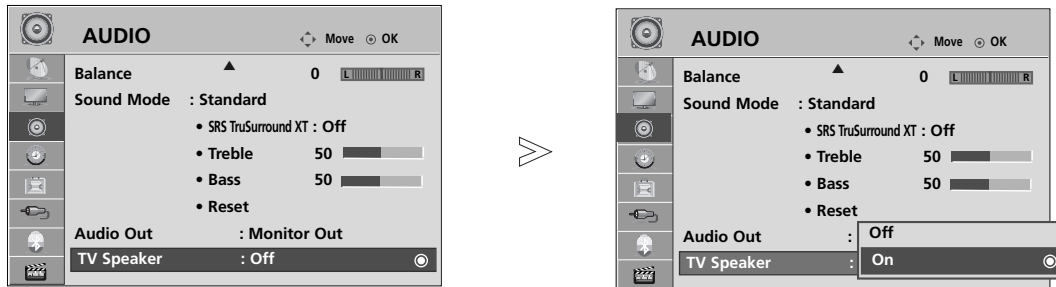 AUDIO
Move OK
Balance 0 L R
Sound Mode : Standard
• SRS TruSurround XT : Off
• Treble 50
• Bass 50
• Reset
Audio Out : Monitor Out
TV Speaker : Off
>
AUDIO
Move OK
Balance 0 L R
Sound Mode : Standard
• SRS TruSurround XT : Off
• Treble 50
• Bass 50
• Reset
Audio Out :
TV Speaker :
Off
On